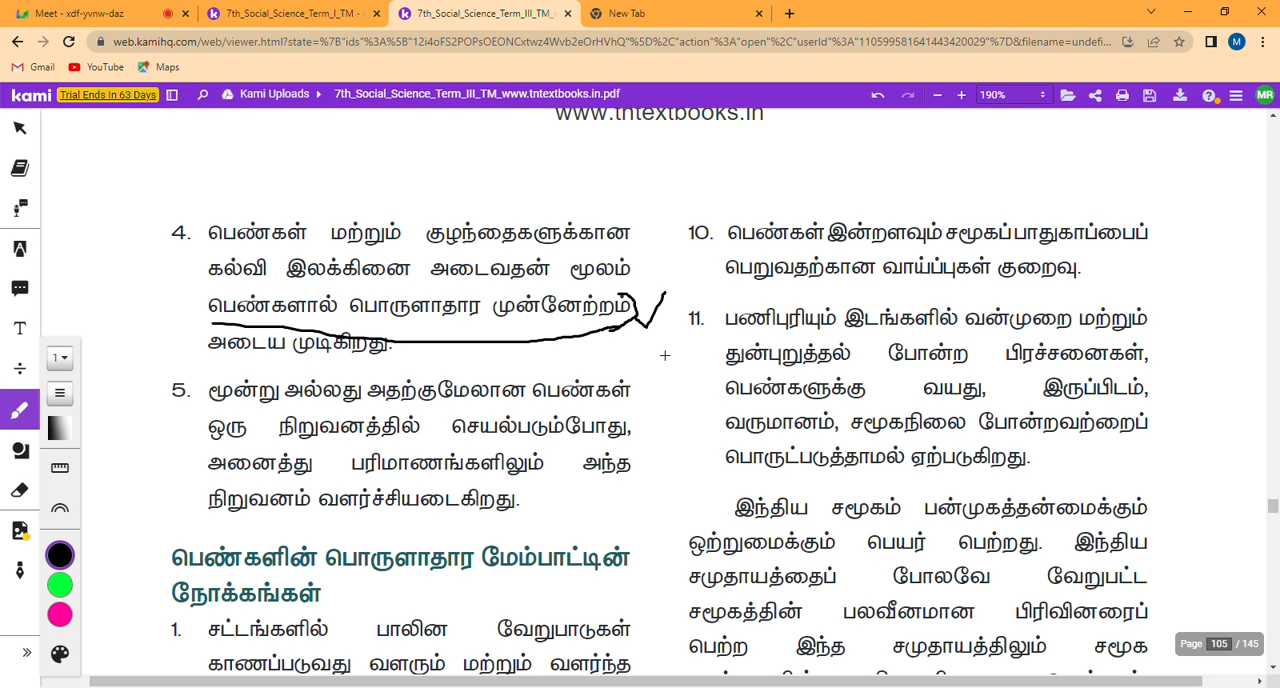 Meet - xdf-yvnw-daz
7th_Social_Science_Term_I_TM -
7th_Social_Science_Term_III_TM_
New Tab
web.kamihq.com/web/viewer.html?state=%7B"ids"%3A%5B"12i4oFS2POPsOEONCxtwz4Wvb2eOrHVhQ"%5D%2C"action"%3A"open"%2C"userId"%3A"110599581641443420029"%7D&filename=undefi...
M
Gmail
YouTube
Maps
kami
Trial Ends In 63 Days
Kami Uploads
7th_Social_Science_Term_III_TM_www.tntextbooks.in.pdf
190%
MR
www.tntextbooks.in
4. பெண்கள் மற்றும் குழந்தைகளுக்கான
கல்வி இலக்கினை அடைவதன் மூலம்
பெண்களால் பொருளாதார முன்னேற்றம்
அடைய முடிகிறது.
5. மூன்று அல்லது அதற்குமேலான பெண்கள்
ஒரு நிறுவனத்தில் செயல்படும்போது,
அனைத்து பரிமாணங்களிலும் அந்த
நிறுவனம் வளர்ச்சியடைகிறது.
பெண்களின் பொருளாதார மேம்பாட்டின்
நோக்கங்கள்
1. சட்டங்களில் பாலின வேறுபாடுகள்
காணப்படுவது வளரும் மற்றும் வளர்ந்த
10. பெண்கள் இன்றளவும் சமூகப் பாதுகாப்பைப்
பெறுவதற்கான வாய்ப்புகள் குறைவு.
11. பணிபுரியும் இடங்களில் வன்முறை மற்றும்
துன்புறுத்தல் போன்ற பிரச்சனைகள்,
பெண்களுக்கு வயது, இருப்பிடம்,
வருமானம், சமூகநிலை போன்றவற்றைப்
பொருட்படுத்தாமல் ஏற்படுகிறது.
இந்திய சமூகம் பன்முகத்தன்மைக்கும்
ஒற்றுமைக்கும் பெயர் பெற்றது. இந்திய
சமுதாயத்தைப் போலவே வேறுபட்ட
சமூகத்தின் பலவீனமான பிரிவினரைப்
பெற்ற இந்த சமுதாயத்திலும் சமூக
1
Page 105 / 145